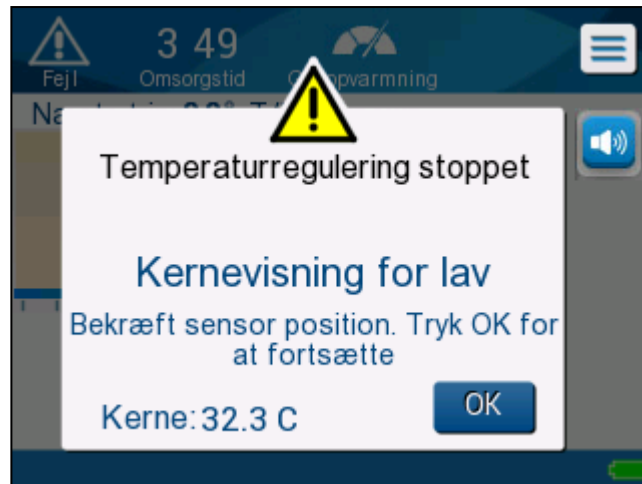 3 49
Fejl
Omsorgstid
Temperaturregulering stoppet
Kernevisning for lav
Bekræft sensor position. Tryk OK for
at fortsætte
Kerne: 32.3 C
OK